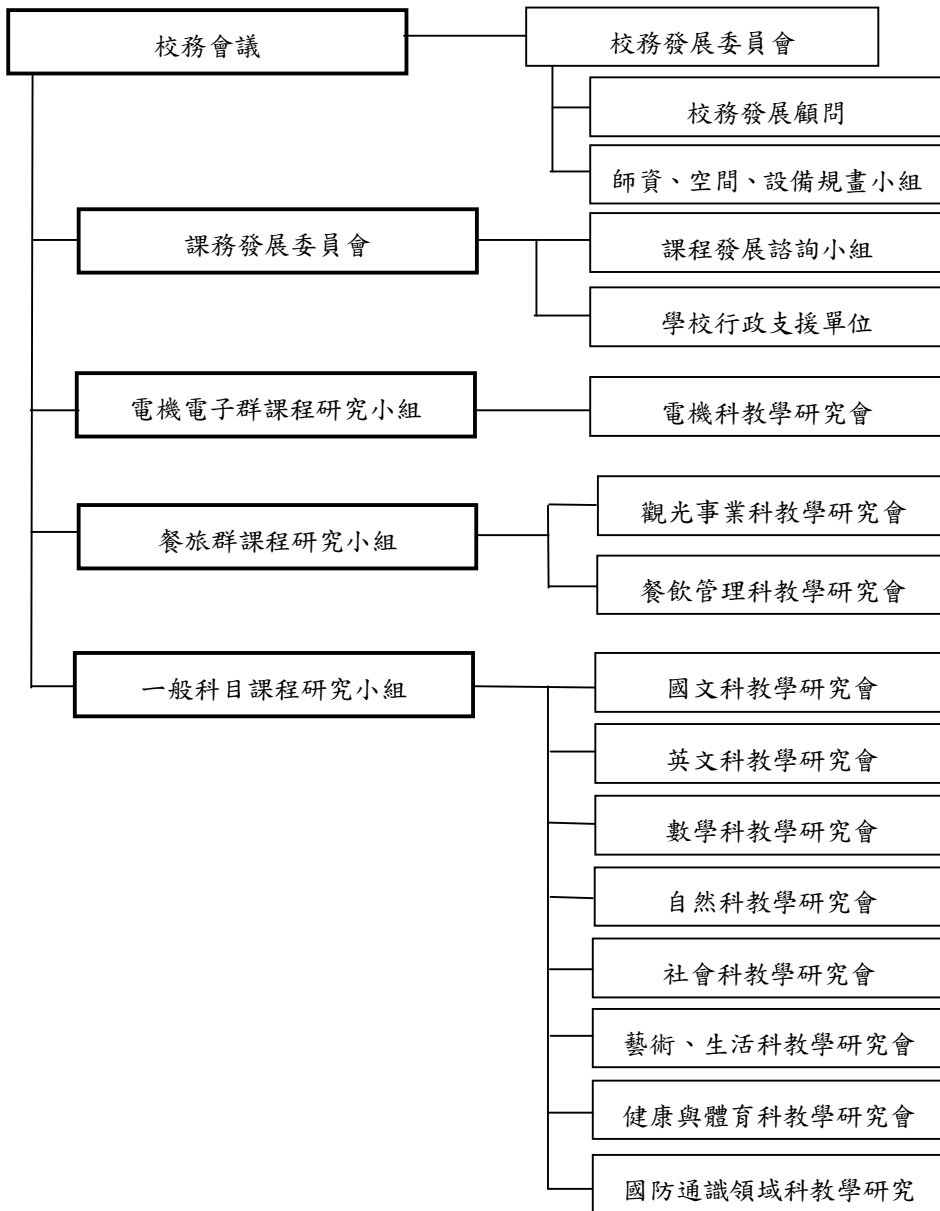 校務會議
校務發展委員會
校務發展顧問
師資、空間、設備規畫小組
課務發展委員會
課程發展諮詢小組
學校行政支援單位
電機電子群課程研究小組
電機科教學研究會
餐旅群課程研究小組
觀光事業科教學研究會
餐飲管理科教學研究會
一般科目課程研究小組
國文科教學研究會
英文科教學研究會
數學科教學研究會
自然科教學研究會
社會科教學研究會
藝術、生活科教學研究會
健康與體育科教學研究會
國防通識領域科教學研究